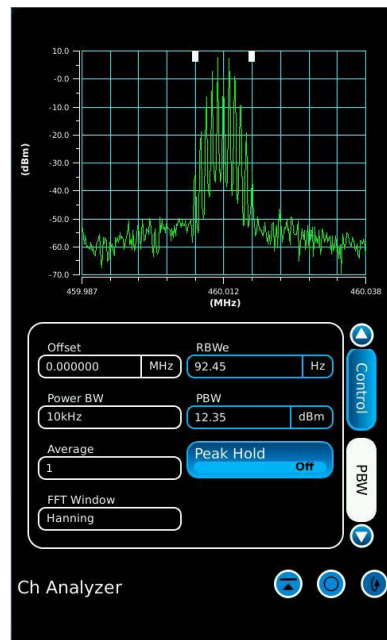 10.0
-0.0
-10.0
-20.0
-30.0
-40.0
-50.0
-60.0
-70.0
(dBm)
459.987 460.012 460.038
(MHz)
Offset RBWe
0.000000 MHz 92.45 Hz
Power BW PBW
10kHz 12.35 dBm
Average
1
Peak Hold
Off
FFT Window
Hanning
Control
PBW
Ch Analyzer